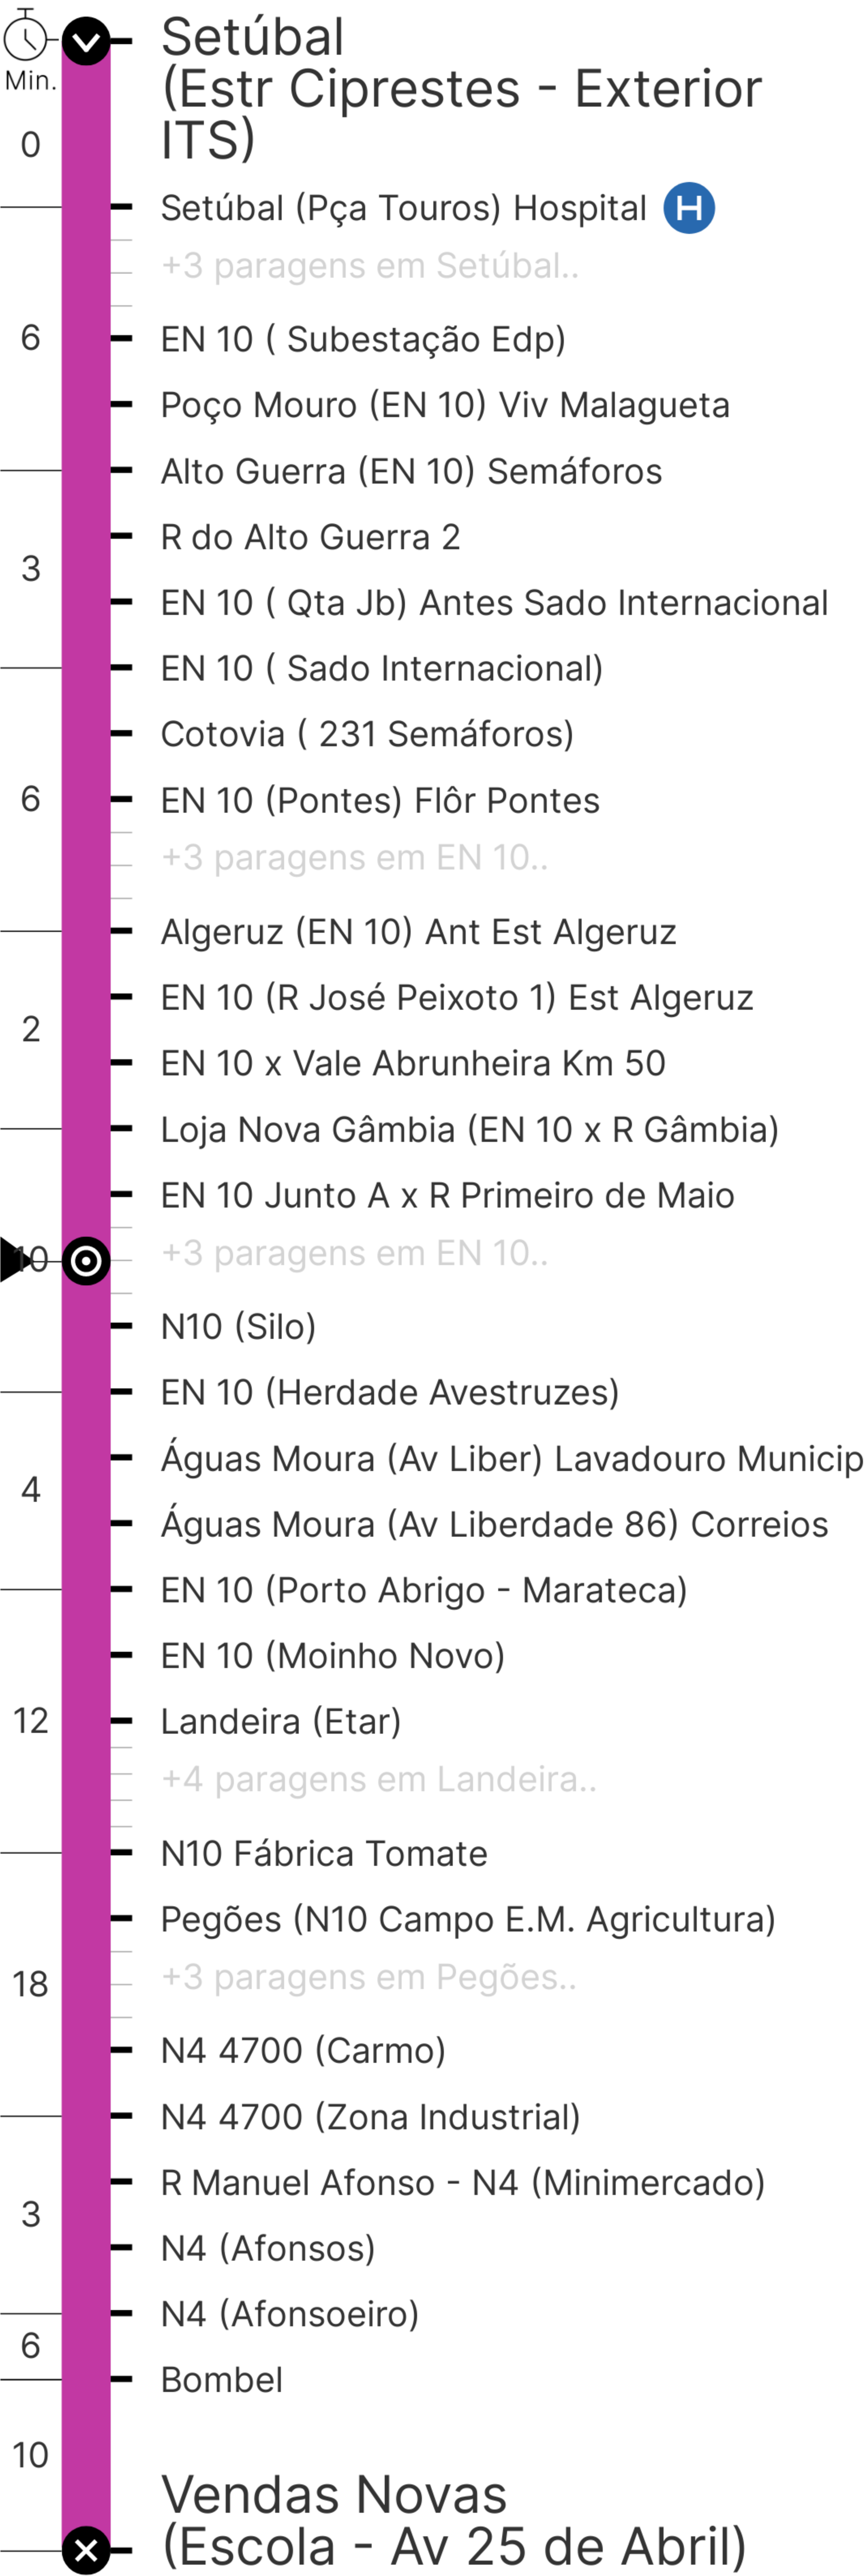 Setúbal
(Estr Ciprestes - Exterior
ITS)
Min.
0
Setúbal (Pça Touros) Hospital H
+3 paragens em Setúbal..
6
EN 10 ( Subestação Edp)
Poço Mouro (EN 10) Viv Malagueta
Alto Guerra (EN 10) Semáforos
R do Alto Guerra 2
3
EN 10 ( Qta Jb) Antes Sado Internacional
EN 10 ( Sado Internacional)
Cotovia ( 231 Semáforos)
6
EN 10 (Pontes) Flôr Pontes
+3 paragens em EN 10..
Algeruz (EN 10) Ant Est Algeruz
EN 10 (R José Peixoto 1) Est Algeruz
2
EN 10 x Vale Abrunheira Km 50
Loja Nova Gâmbia (EN 10 x R Gâmbia)
EN 10 Junto A x R Primeiro de Maio
10
+3 paragens em EN 10..
N10 (Silo)
EN 10 (Herdade Avestruzes)
Águas Moura (Av Liber) Lavadouro Municip
4
Águas Moura (Av Liberdade 86) Correios
EN 10 (Porto Abrigo - Marateca)
EN 10 (Moinho Novo)
12
Landeira (Etar)
+4 paragens em Landeira..
N10 Fábrica Tomate
Pegões (N10 Campo E.M. Agricultura)
+3 paragens em Pegões..
18
N4 4700 (Carmo)
N4 4700 (Zona Industrial)
R Manuel Afonso - N4 (Minimercado)
3
N4 (Afonsos)
N4 (Afonsoeiro)
6
Bombel
10
Vendas Novas
(Escola - Av 25 de Abril)